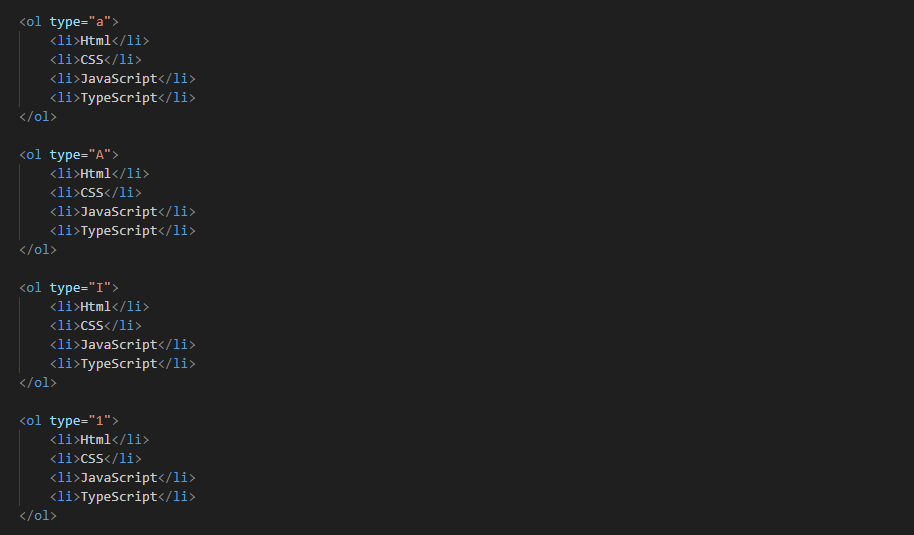 <ol type="a">
    <li>Html</li>
    <li>CSS</li>
    <li>JavaScript</li>
    <li>TypeScript</li>
</ol>

<ol type="A">
    <li>Html</li>
    <li>CSS</li>
    <li>JavaScript</li>
    <li>TypeScript</li>
</ol>

<ol type="I">
    <li>Html</li>
    <li>CSS</li>
    <li>JavaScript</li>
    <li>TypeScript</li>
</ol>

<ol type="1">
    <li>Html</li>
    <li>CSS</li>
    <li>JavaScript</li>
    <li>TypeScript</li>
</ol>